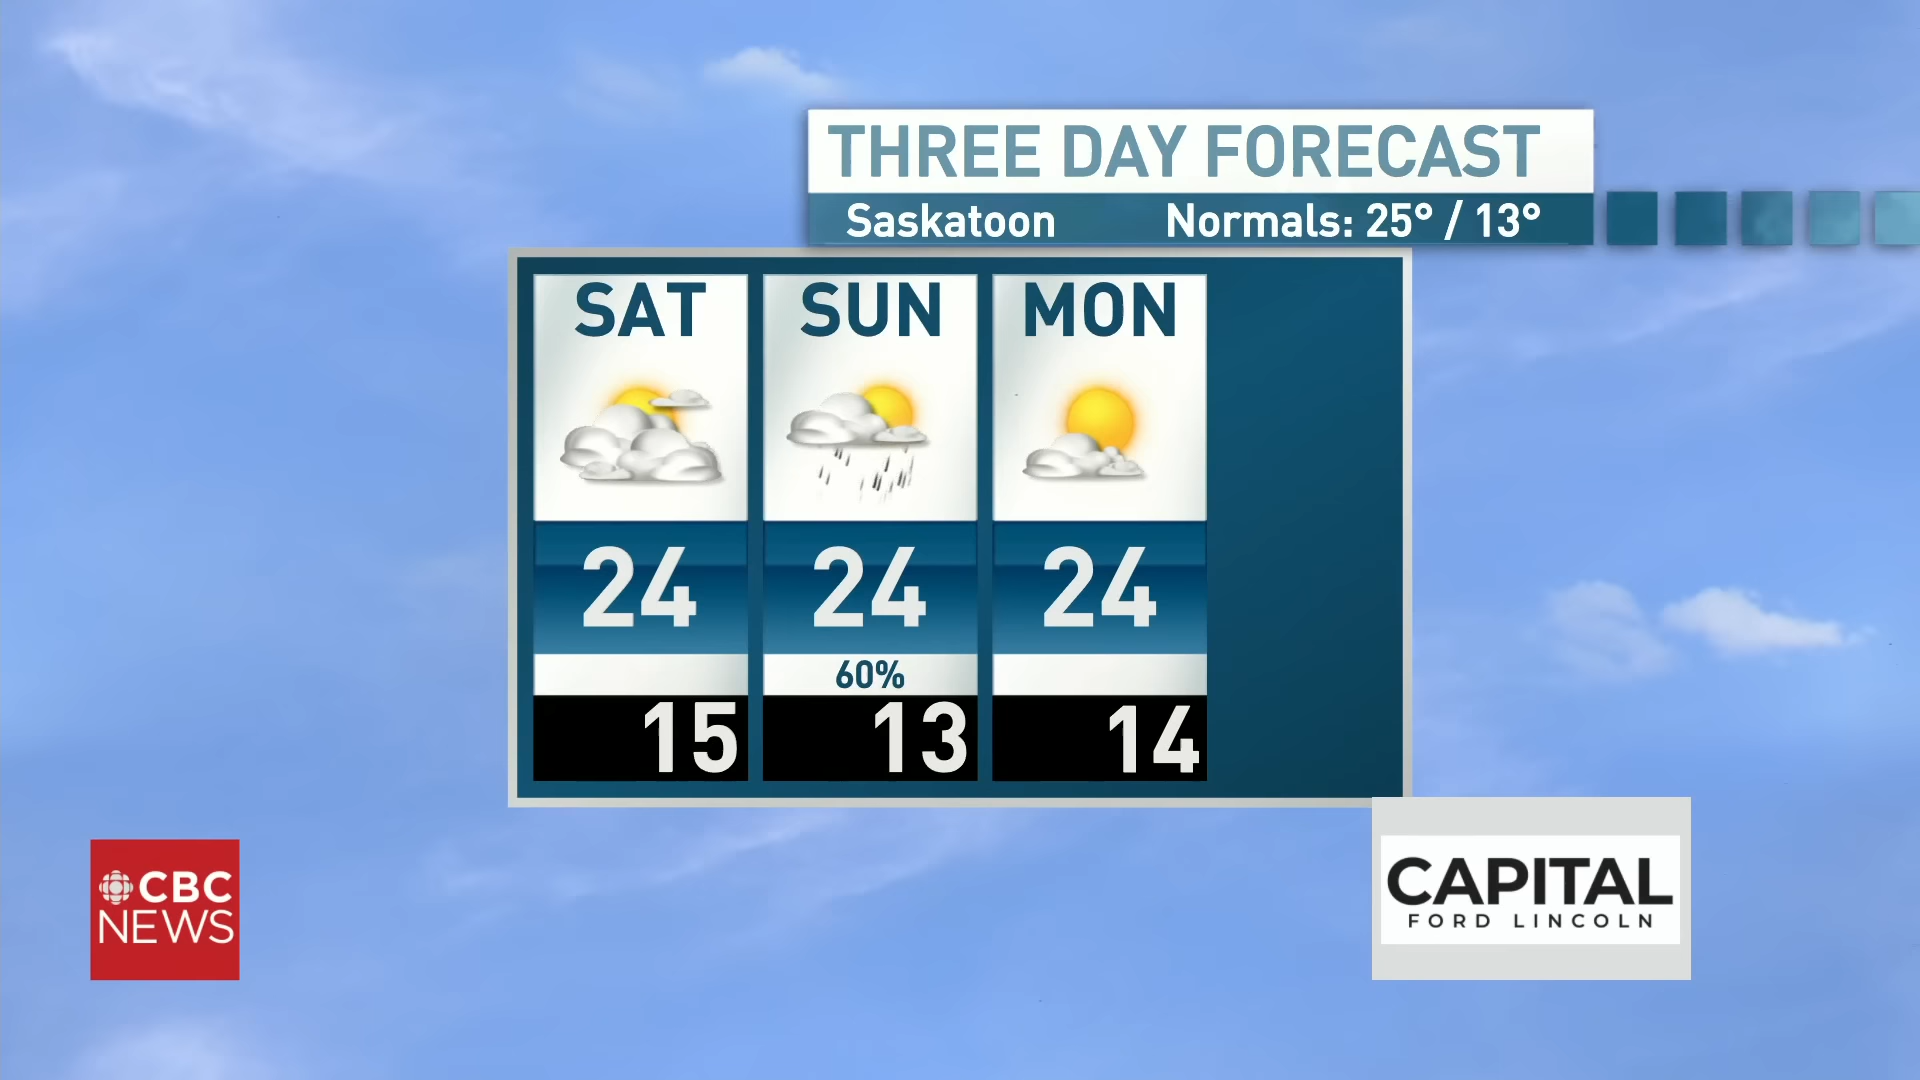 THREE DAY FORECAST
Saskatoon Normals: 25° / 13°
SAT SUN MON
24 24 24
60%
15 13 14
CBC
NEWS
CAPITAL
FORD LINCOLN